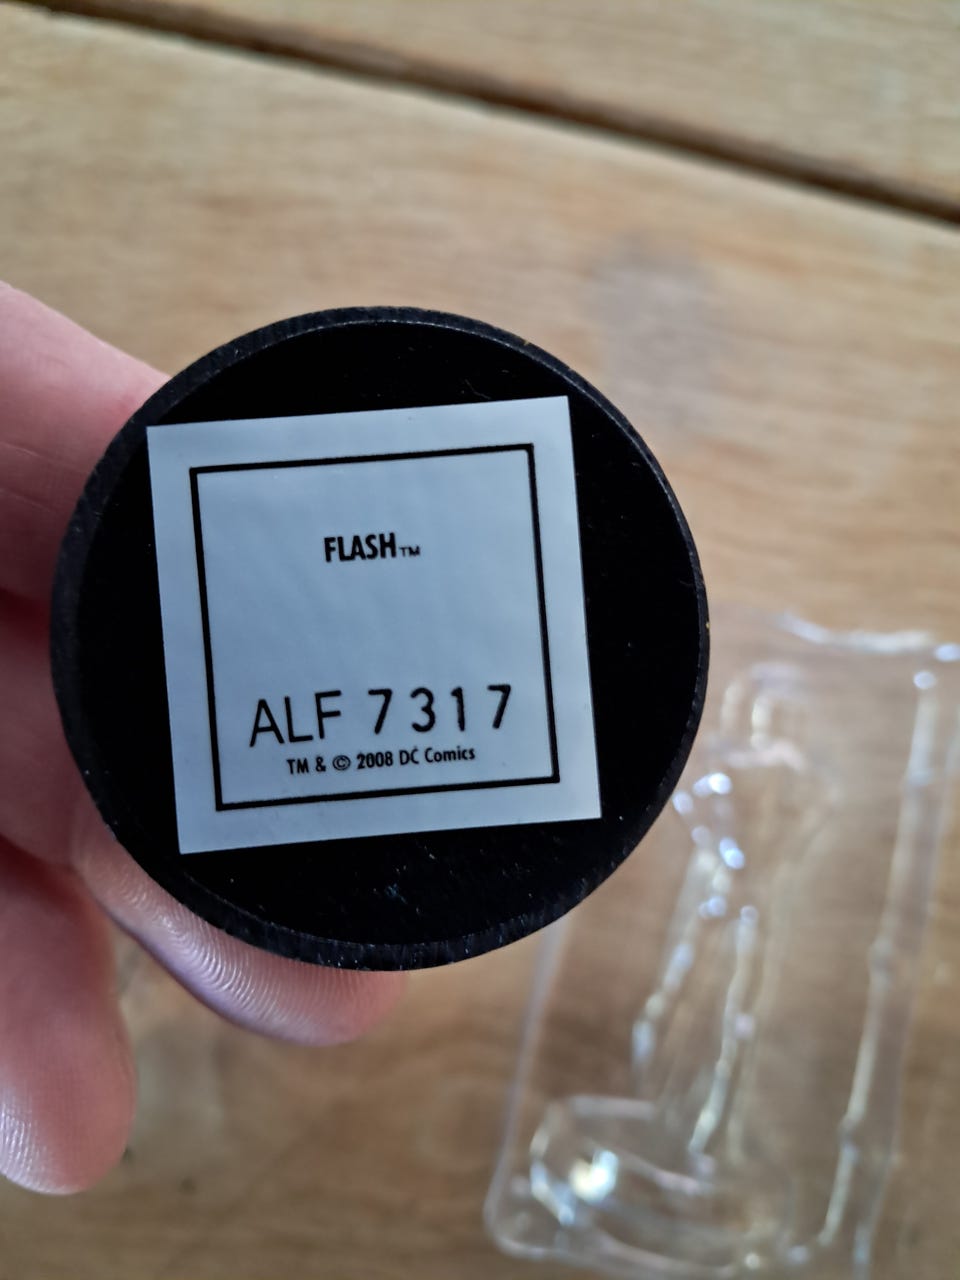 FLASH™
ALF 7317
TM & © 2008 DC Comics